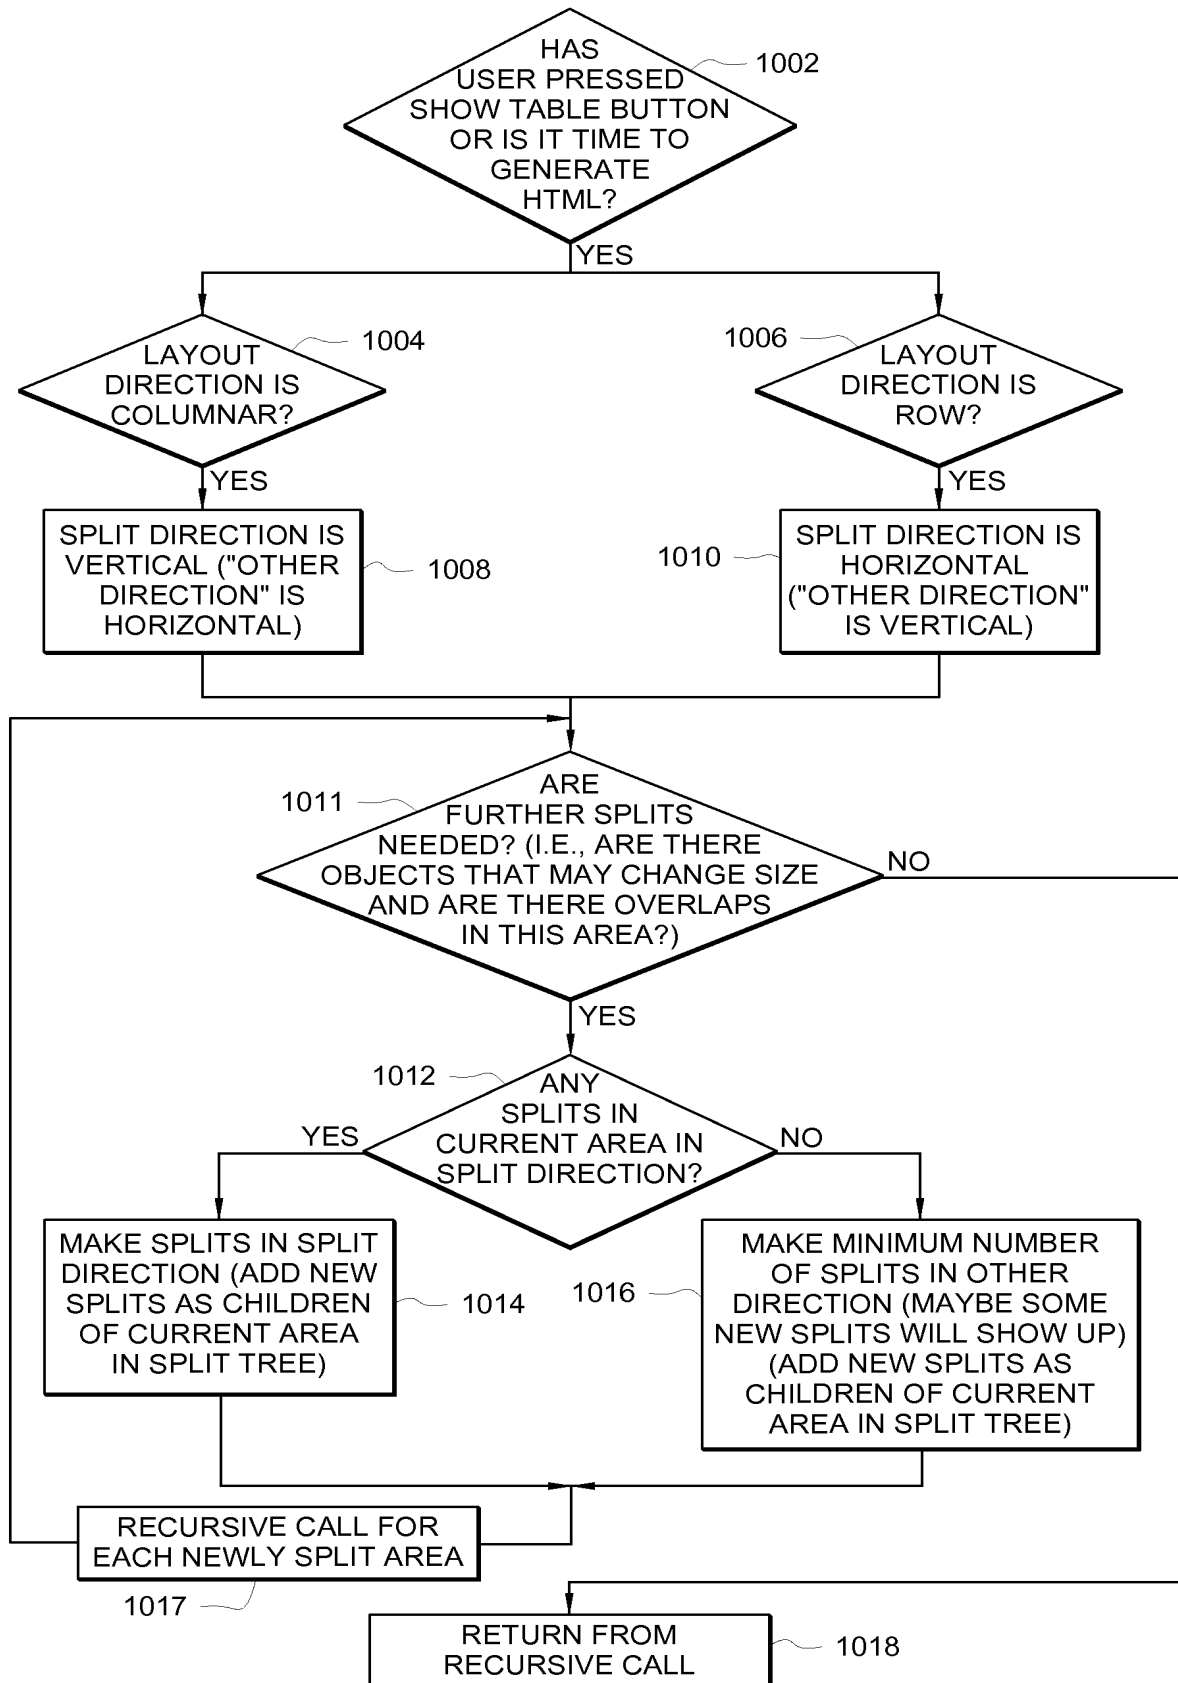 HAS
USER PRESSED
SHOW TABLE BUTTON
OR IS IT TIME TO
GENERATE
HTML?
1002
YES
LAYOUT
DIRECTION IS
COLUMNAR?
1004
YES
LAYOUT
DIRECTION IS
ROW?
1006
YES
SPLIT DIRECTION IS
VERTICAL ("OTHER
DIRECTION" IS
HORIZONTAL)
1008
SPLIT DIRECTION IS
HORIZONTAL
("OTHER DIRECTION"
IS VERTICAL)
1010
ARE
FURTHER SPLITS
NEEDED? (I.E., ARE THERE
OBJECTS THAT MAY CHANGE SIZE
AND ARE THERE OVERLAPS
IN THIS AREA?)
1011
NO
YES
ANY
SPLITS IN
CURRENT AREA IN
SPLIT DIRECTION?
1012
YES
NO
MAKE SPLITS IN SPLIT
DIRECTION (ADD NEW
SPLITS AS CHILDREN
OF CURRENT AREA
IN SPLIT TREE)
1014
MAKE MINIMUM NUMBER
OF SPLITS IN OTHER
DIRECTION (MAYBE SOME
NEW SPLITS WILL SHOW UP)
(ADD NEW SPLITS AS
CHILDREN OF CURRENT
AREA IN SPLIT TREE)
1016
RECURSIVE CALL FOR
EACH NEWLY SPLIT AREA
1017
RETURN FROM
RECURSIVE CALL
1018